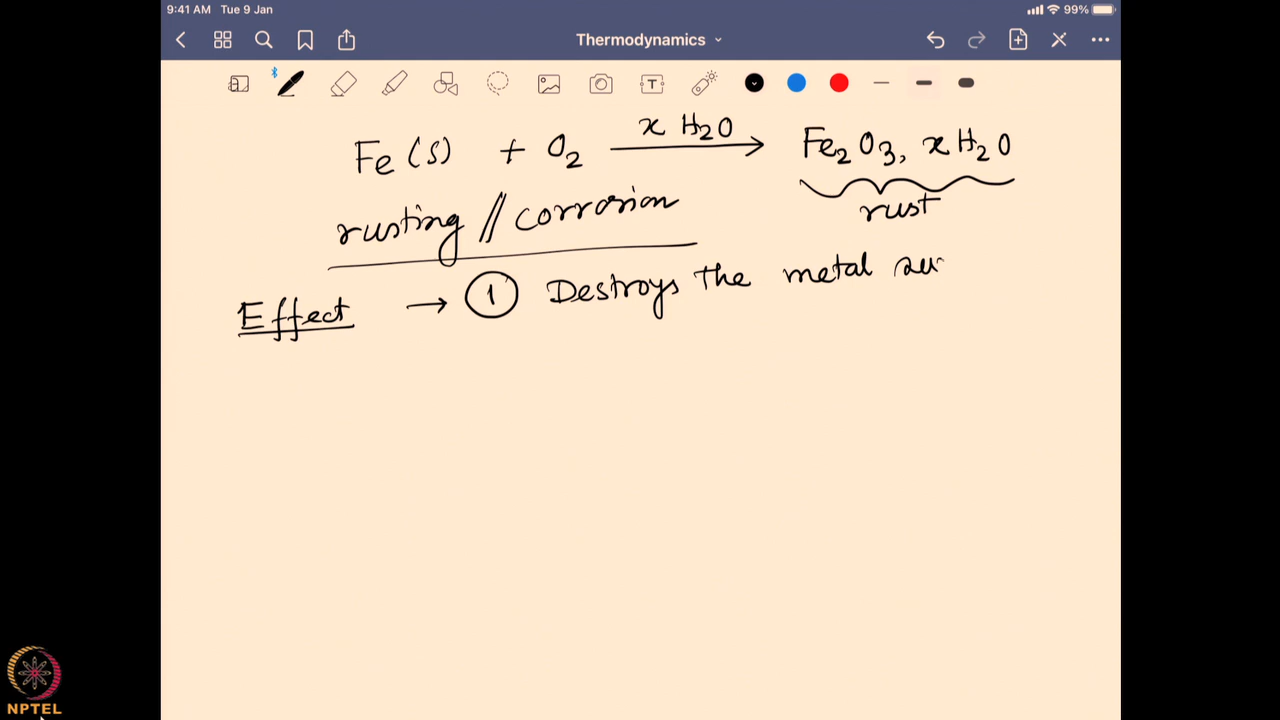 9:41 AM Tue 9 Jan 99%
Thermodynamics
T
x H2O
Fe (s) + O2 Fe2O3, x H2O
rust
rusting // corrosion
Effect → 1 Destroys the metal su
NPTEL